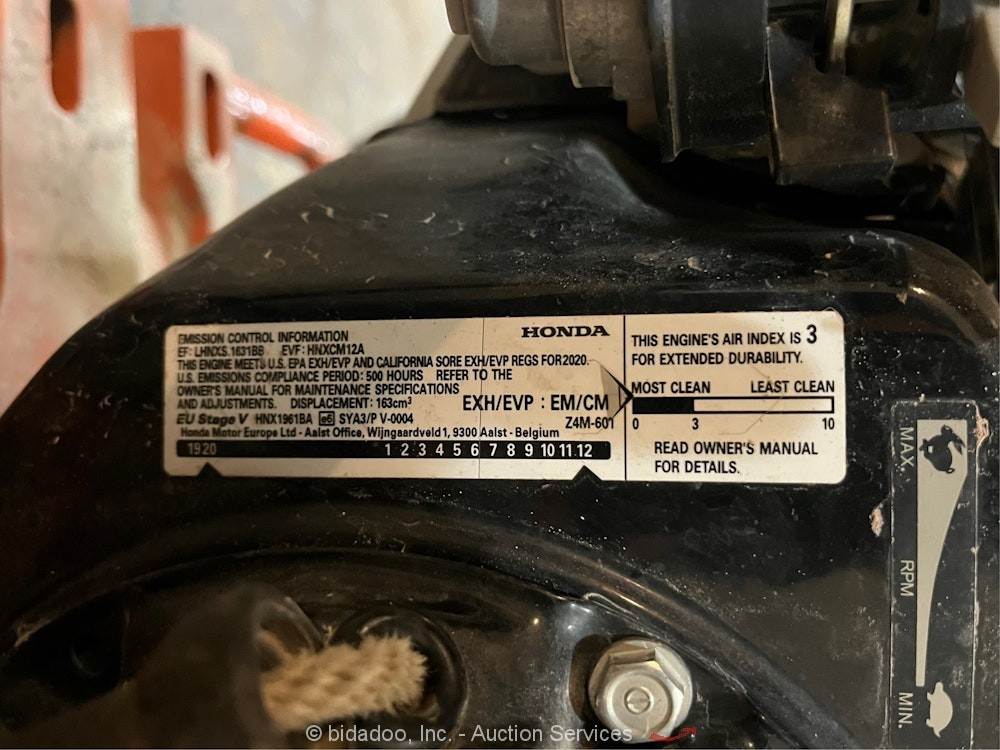 EMISSION CONTROL INFORMATION
HONDA
EF: LHNXS.1631BB EVF: HNXCM12A
THIS ENGINE MEETS U.S. EPA EXH/EVP AND CALIFORNIA SORE EXH/EVP REGS FOR 2020.
U.S. EMISSIONS COMPLIANCE PERIOD: 500 HOURS REFER TO THE
OWNER'S MANUAL FOR MAINTENANCE SPECIFICATIONS
AND ADJUSTMENTS. DISPLACEMENT: 163cm³
EXH/EVP : EM/CM
EU Stage V HNX1961BA e6 SYA3/P V-0004
Z4M-601
Honda Motor Europe Ltd - Aalst Office, Wijngaardveld 1, 9300 Aalst - Belgium
19 20 1 2 3 4 5 6 7 8 9 10 11 12
THIS ENGINE'S AIR INDEX IS 3
FOR EXTENDED DURABILITY.
MOST CLEAN LEAST CLEAN
0 3 10
READ OWNER'S MANUAL
FOR DETAILS.
MAX.
RPM
MIN.
© bidadoo, Inc. - Auction Services